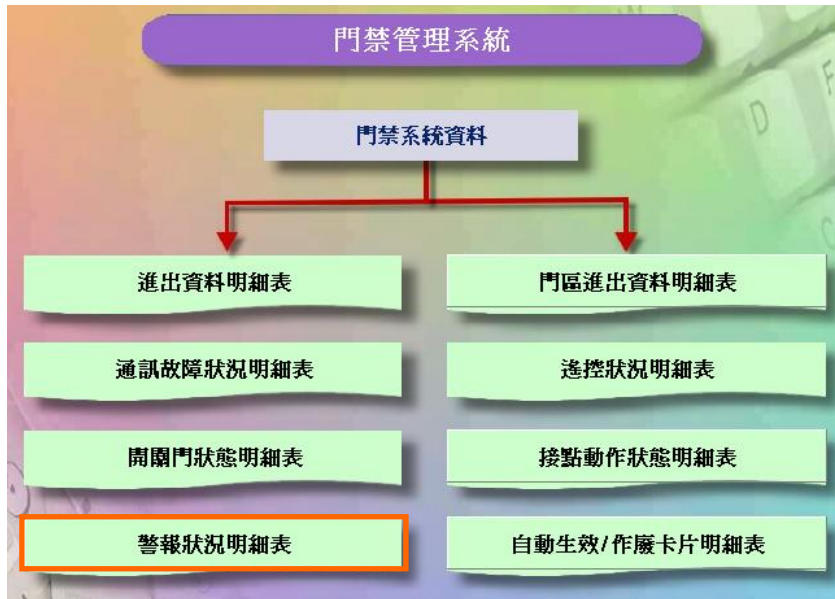 門禁管理系統
門禁系統資料
進出資料明細表
門區進出資料明細表
通訊故障狀況明細表
遙控狀況明細表
開關門狀態明細表
接點動作狀態明細表
警報狀況明細表
自動生效/作廢卡片明細表
D
F